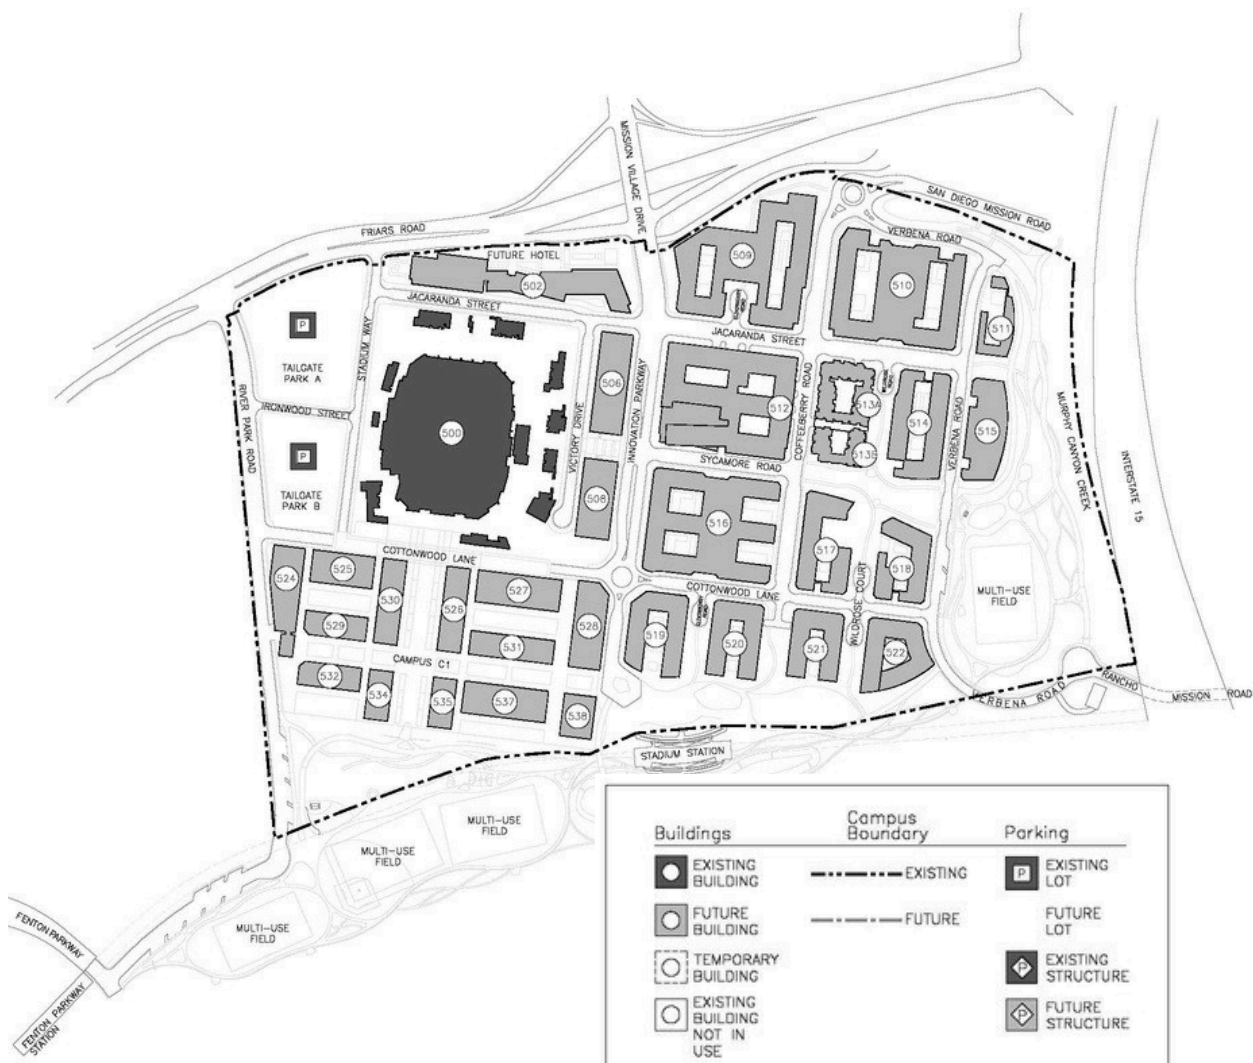 MISSION VILLAGE DRIVE
FRIARS ROAD
SAN DIEGO MISSION ROAD
VERBENA ROAD
FUTURE HOTEL
502
509
510
511
JACARANDA STREET
JACARANDA STREET
P
TAILGATE
PARK A
STADIUM WAY
IRONWOOD STREET
RIVER PARK
ROAD
P
TAILGATE
PARK B
500
VICTORY DRIVE
506
508
INNOVATION PARKWAY
512
COFFEEBERRY ROAD
513A
513B
514
515
VERBENA ROAD
SYCAMORE ROAD
MURPHY CANYON CREEK
INTERSTATE 15
516
517
518
MULTI-USE
FIELD
COTTONWOOD LANE
COTTONWOOD LANE
WILDROSE COURT
524
525
530
526
527
528
529
531
519
520
521
522
CAMPUS C1
532
534
535
537
538
ERBENA ROAD
RANCHO
MISSION ROAD
STADIUM STATION
MULTI-USE
FIELD
MULTI-USE
FIELD
MULTI-USE
FIELD
FENTON PARKWAY
FENTON PARKWAY
STATION
Buildings
EXISTING
BUILDING
FUTURE
BUILDING
TEMPORARY
BUILDING
EXISTING
BUILDING
NOT IN
USE
Campus
Boundary
EXISTING
FUTURE
Parking
P
EXISTING
LOT
FUTURE
LOT
P
EXISTING
STRUCTURE
P
FUTURE
STRUCTURE